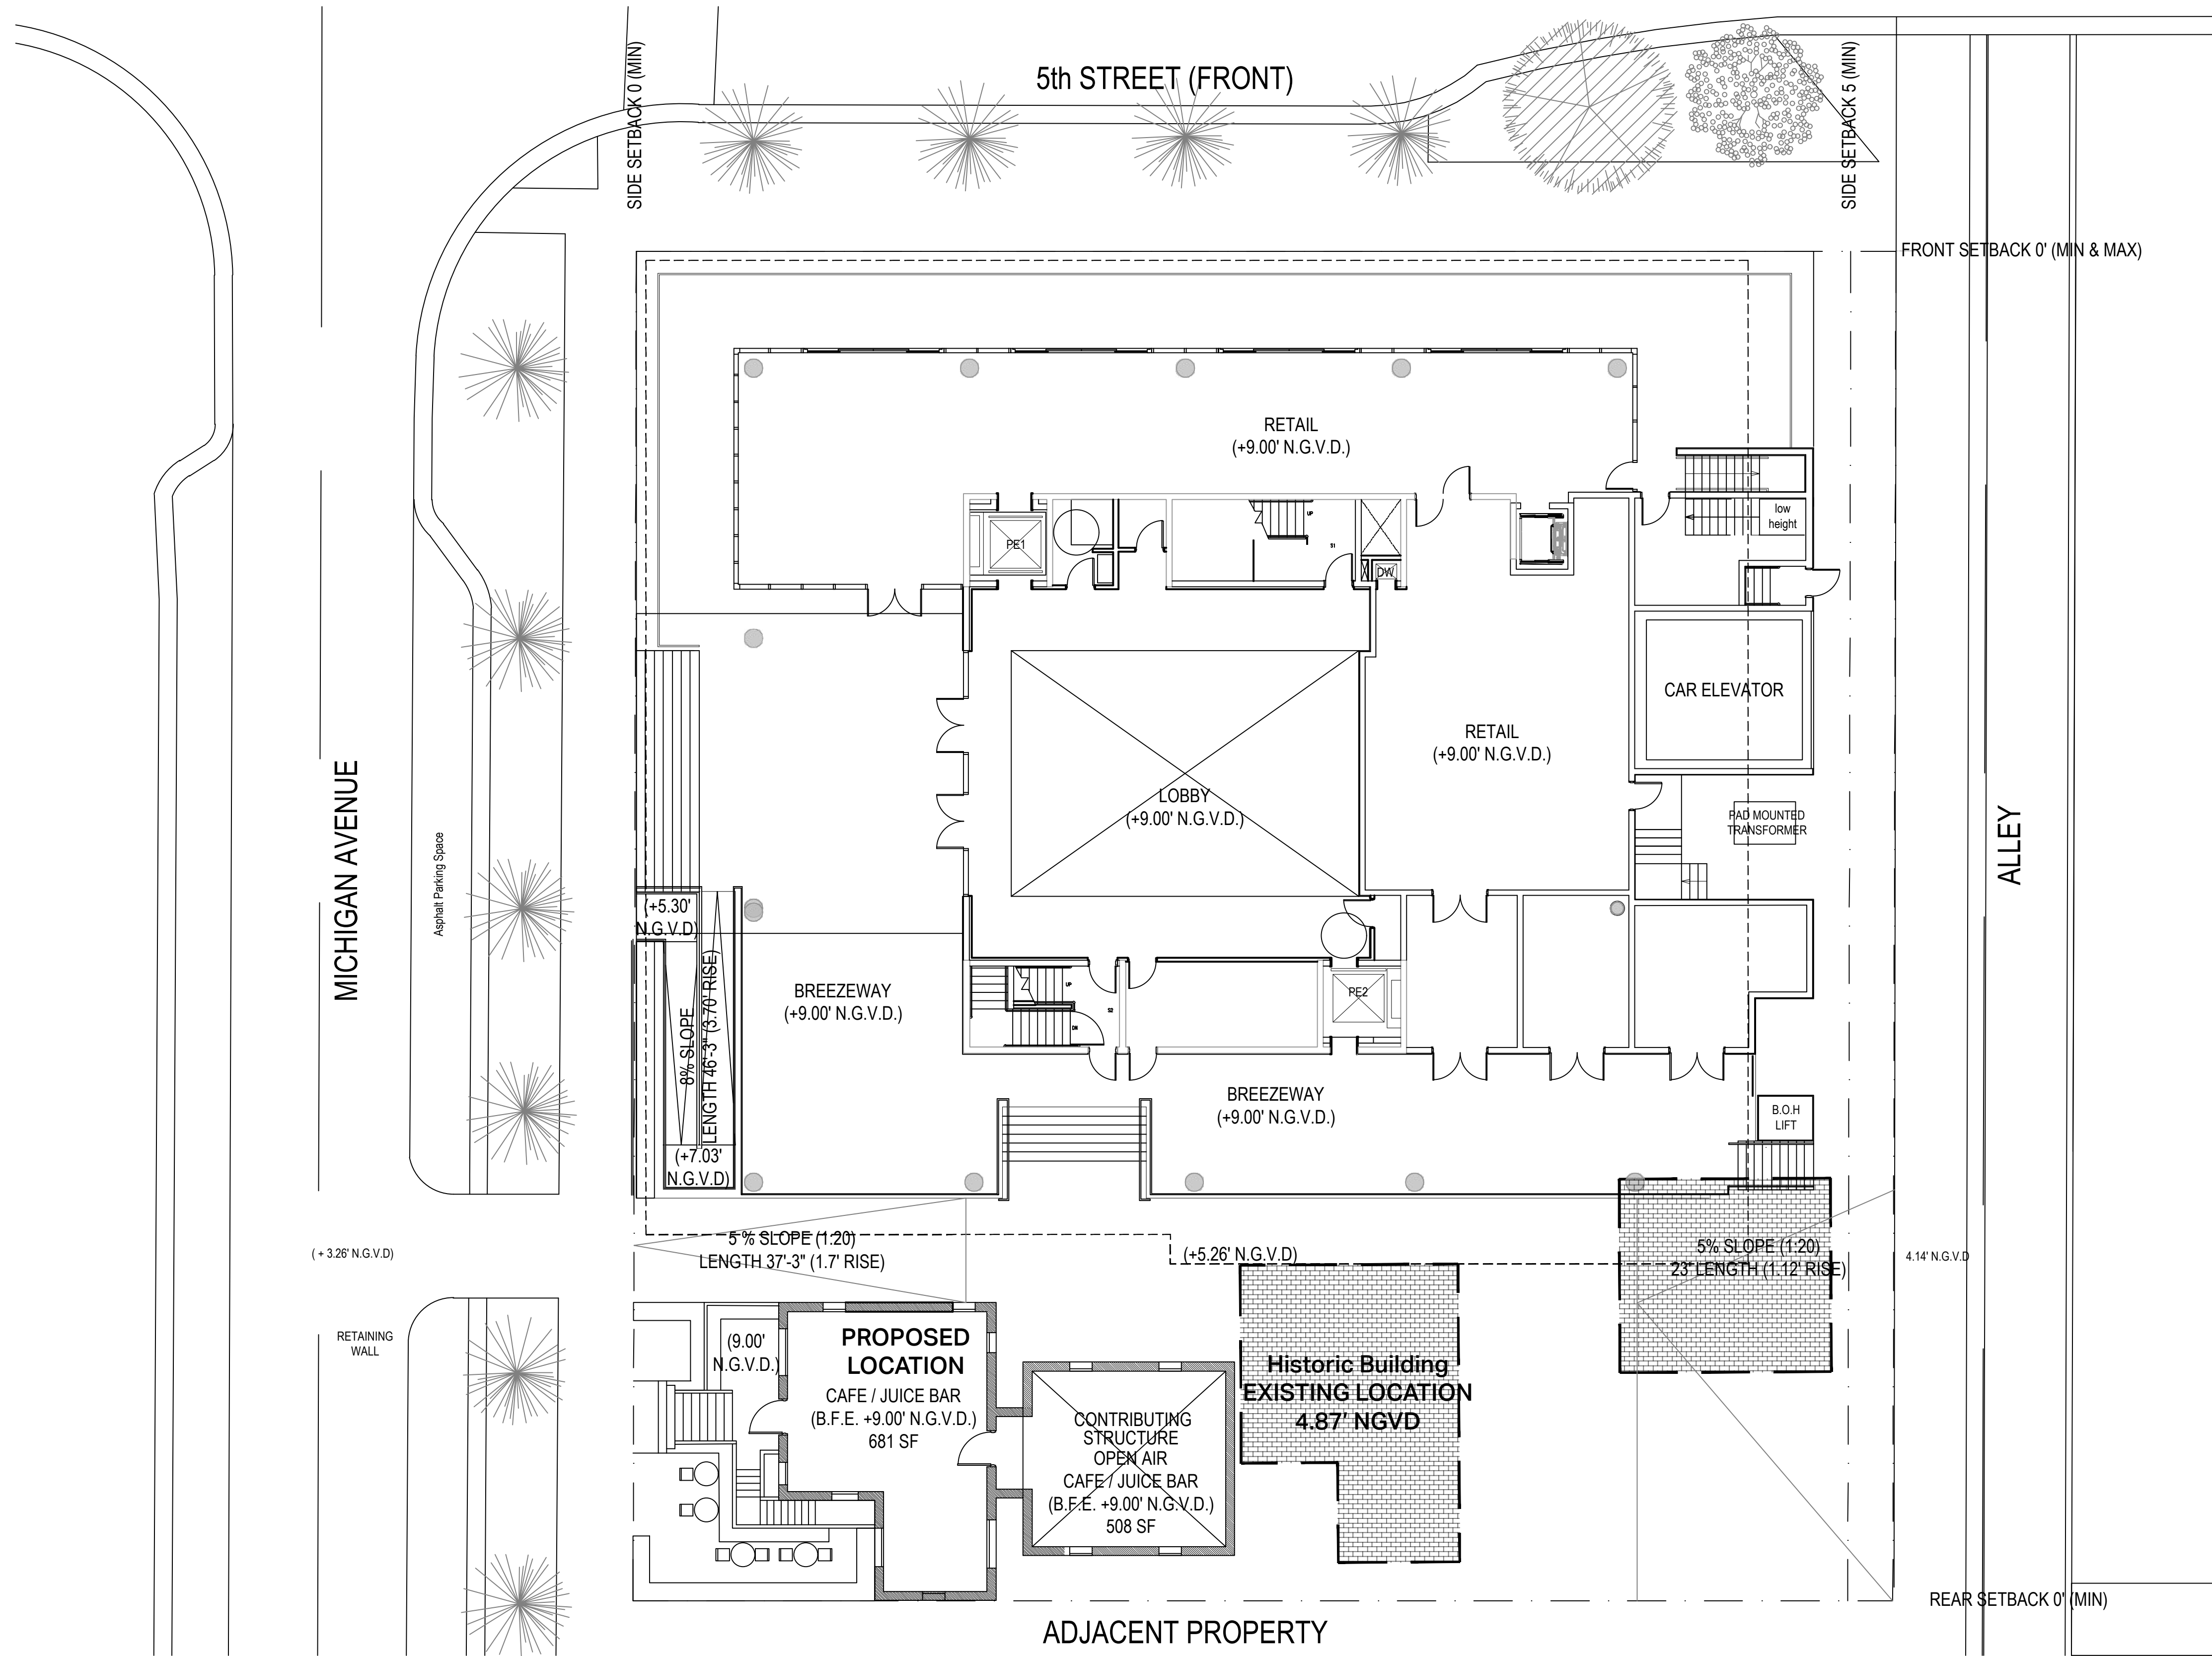 5th STREET (FRONT)
SIDE SETBACK 0 (MIN)
SIDE SETBACK 5 (MIN)
FRONT SETBACK 0' (MIN & MAX)
RETAIL
(+9.00' N.G.V.D.)
low
height
PE1
UP
S1
DW
CAR ELEVATOR
RETAIL
(+9.00' N.G.V.D.)
LOBBY
(+9.00' N.G.V.D.)
PAD MOUNTED
TRANSFORMER
MICHIGAN AVENUE
Asphalt Parking Space
ALLEY
(+5.30'
N.G.V.D)
8% SLOPE
LENGTH 46'-3" (3.70' RISE)
(+7.03'
N.G.V.D)
BREEZEWAY
(+9.00' N.G.V.D.)
UP
S2
DN
PE2
BREEZEWAY
(+9.00' N.G.V.D.)
B.O.H
LIFT
( + 3.26' N.G.V.D)
5 % SLOPE (1:20)
LENGTH 37'-3" (1.7' RISE)
(+5.26' N.G.V.D)
5% SLOPE (1:20)
23' LENGTH (1.12' RISE)
4.14' N.G.V.D
RETAINING
WALL
(9.00'
N.G.V.D.)
PROPOSED
LOCATION
CAFE / JUICE BAR
(B.F.E. +9.00' N.G.V.D.)
681 SF
CONTRIBUTING
STRUCTURE
OPEN AIR
CAFE / JUICE BAR
(B.F.E. +9.00' N.G.V.D.)
508 SF
Historic Building
EXISTING LOCATION
4.87' NGVD
REAR SETBACK 0' (MIN)
ADJACENT PROPERTY